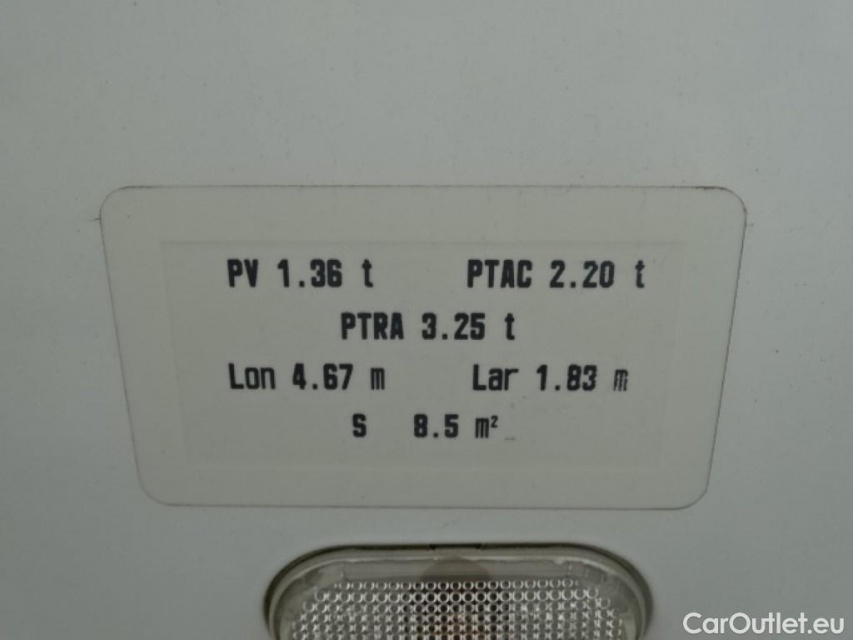 PV 1.36 t PTAC 2.20 t
PTRA 3.25 t
Lon 4.67 m Lar 1.83 m
S 8.5 m²
CarOutlet.eu